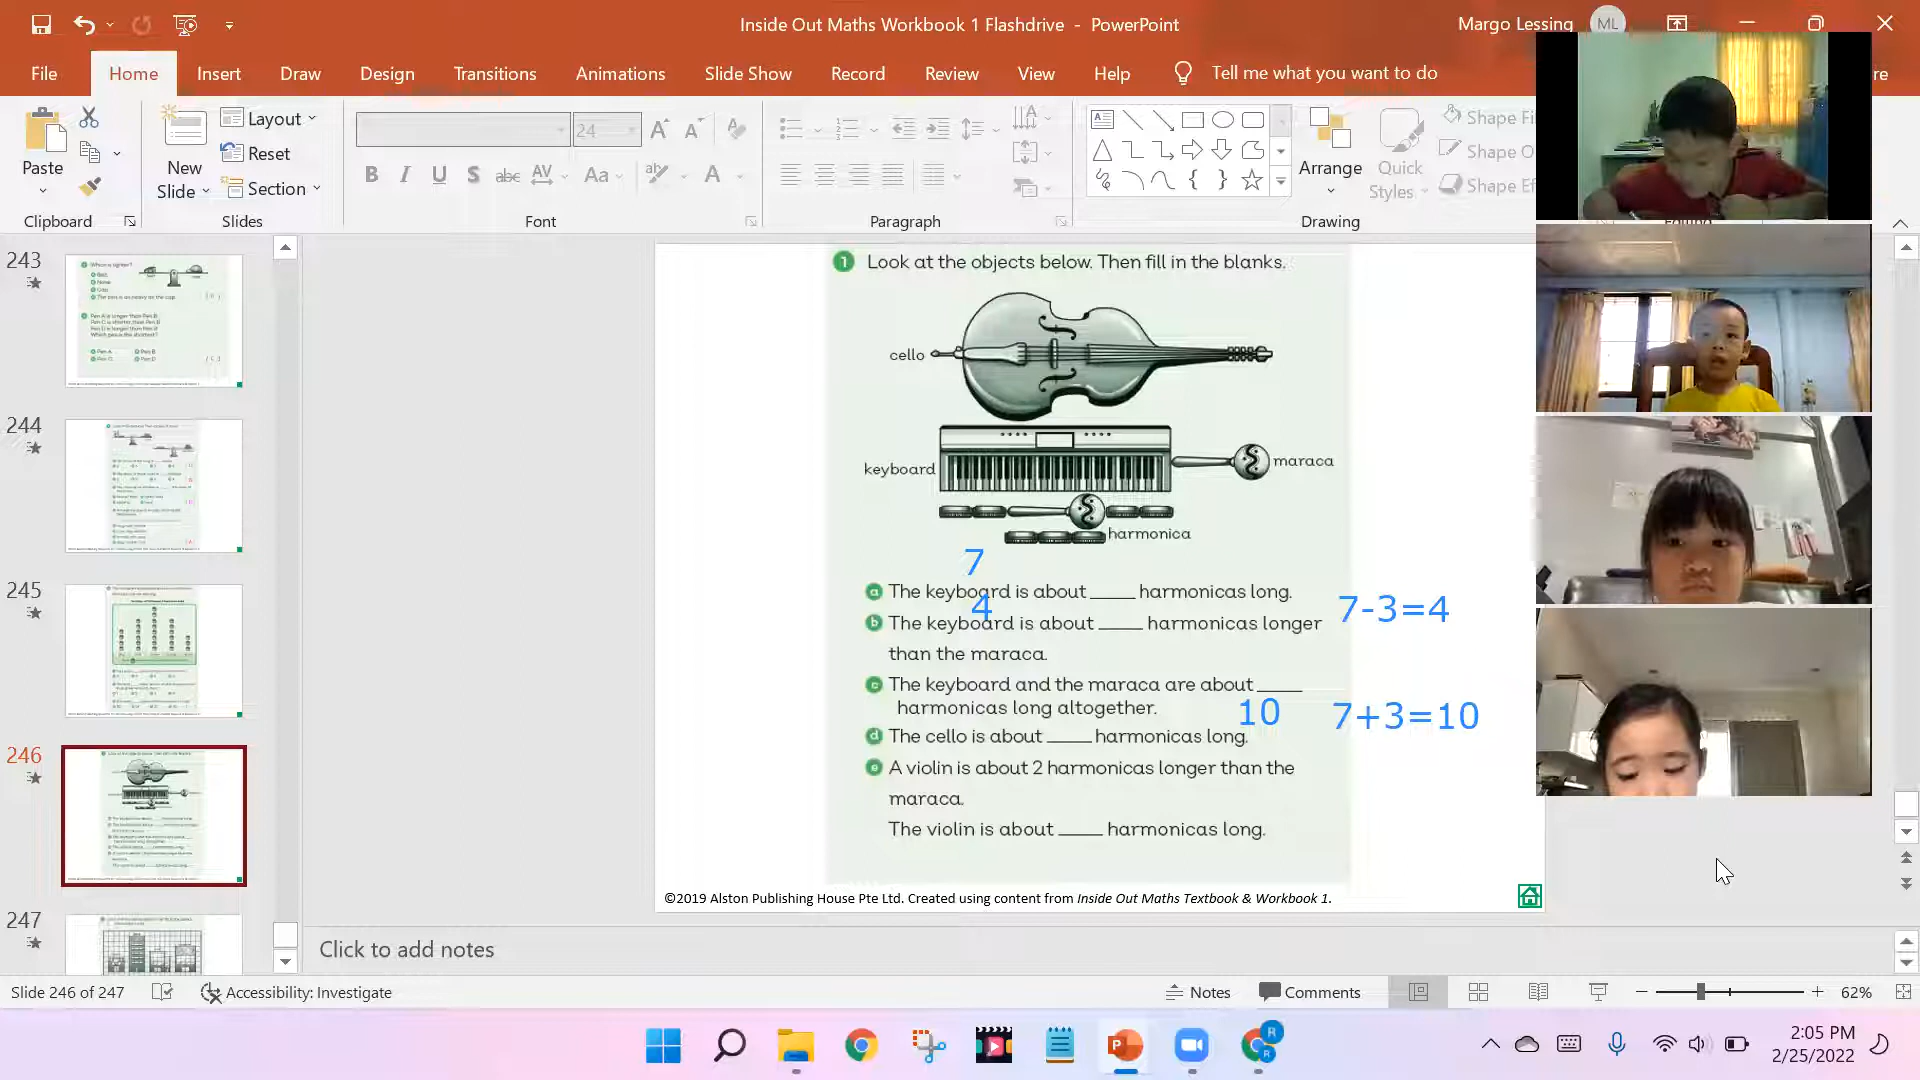 Inside Out Maths Workbook 1 Flashdrive - PowerPoint
Margo Lessing ML
File Home Insert Draw Design Transitions Animations Slide Show Record Review View Help Tell me what you want to do
Paste
Clipboard
New Slide
Layout
Reset
Section
Slides
24
Font
Paragraph
Arrange
Quick Styles
Drawing
243
244
245
246
247
1 Look at the objects below. Then fill in the blanks.
cello
keyboard
maraca
harmonica
7
a The keyboard is about _____ harmonicas long.
4
7-3=4
b The keyboard is about _____ harmonicas longer
than the maraca.
c The keyboard and the maraca are about _____
harmonicas long altogether.
10
7+3=10
d The cello is about _____ harmonicas long.
e A violin is about 2 harmonicas longer than the
maraca.
The violin is about _____ harmonicas long.
©2019 Alston Publishing House Pte Ltd. Created using content from Inside Out Maths Textbook & Workbook 1.
Click to add notes
Slide 246 of 247
Accessibility: Investigate
Notes
Comments
62%
2:05 PM
2/25/2022